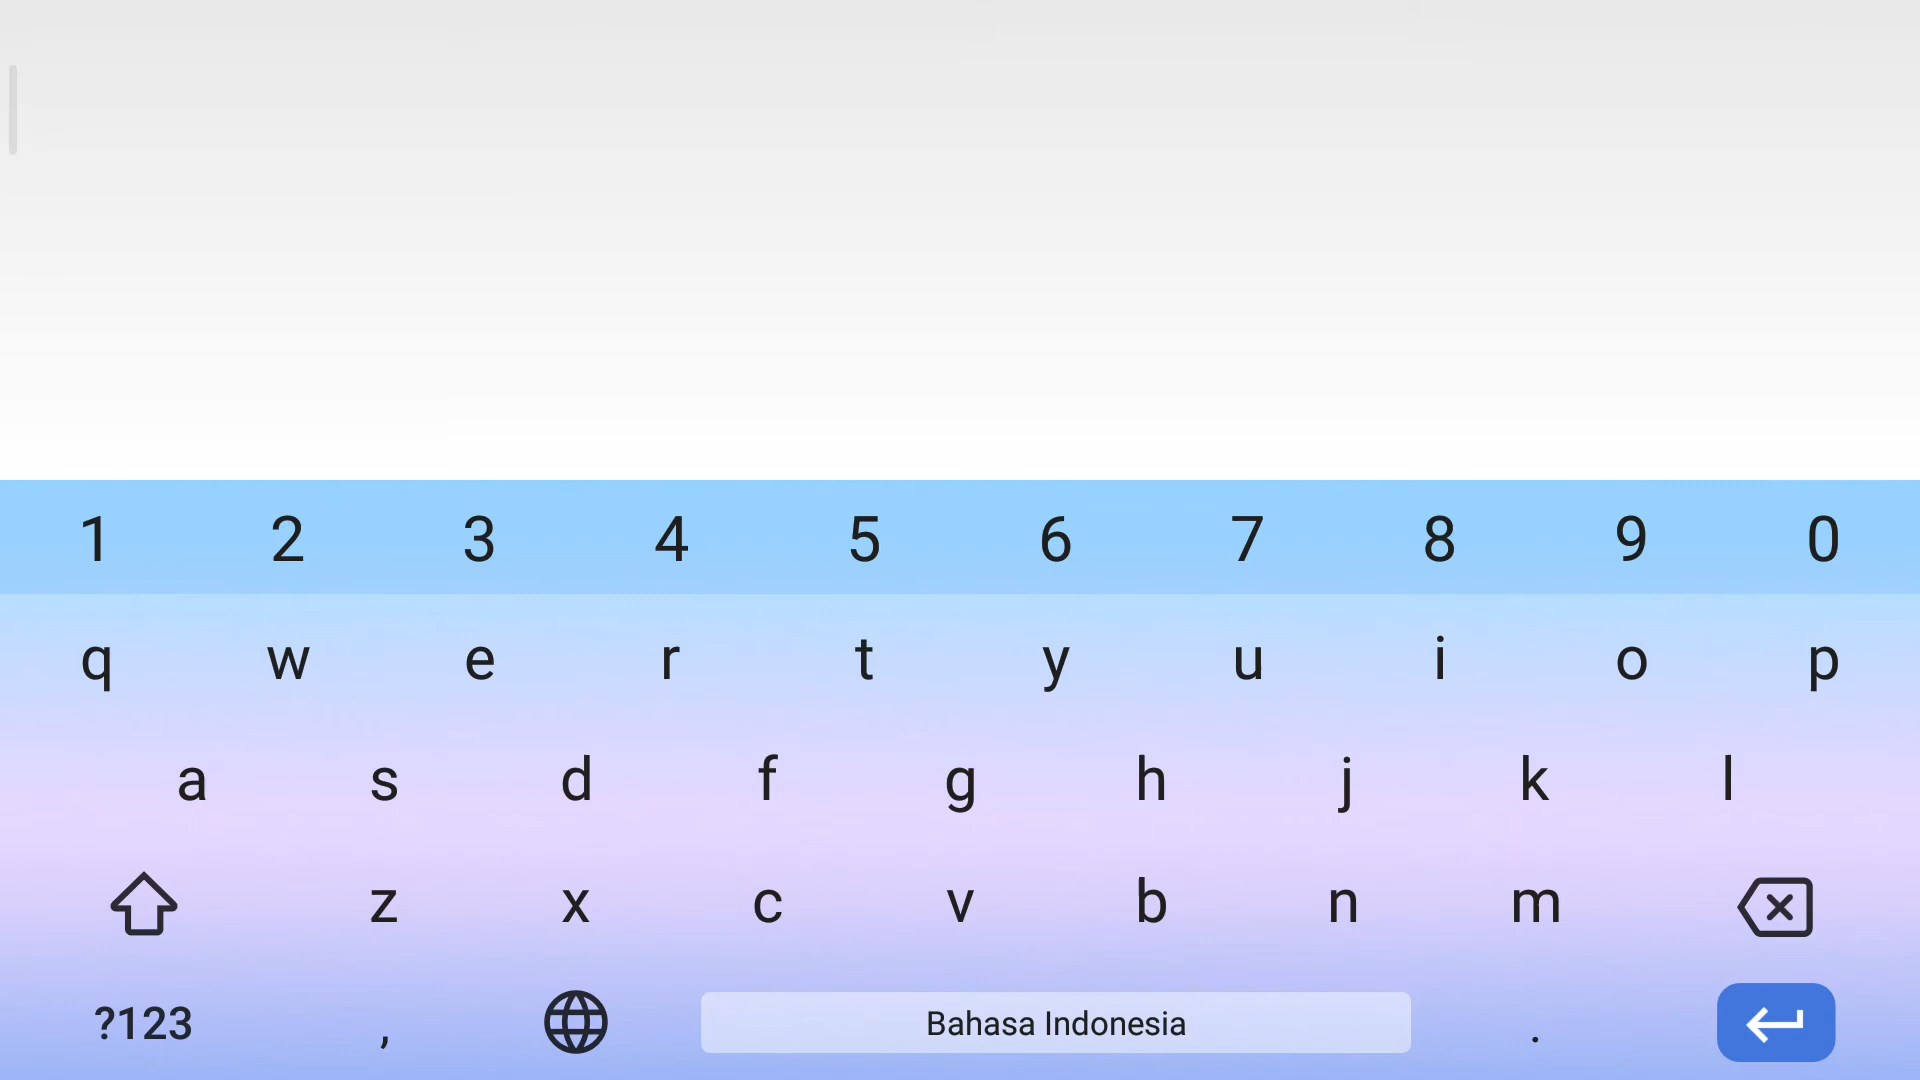 1 2 3 4 5 6 7 8 9 0
q w e r t y u i o p
a s d f g h j k l
z x c v b n m
?123 , Bahasa Indonesia .